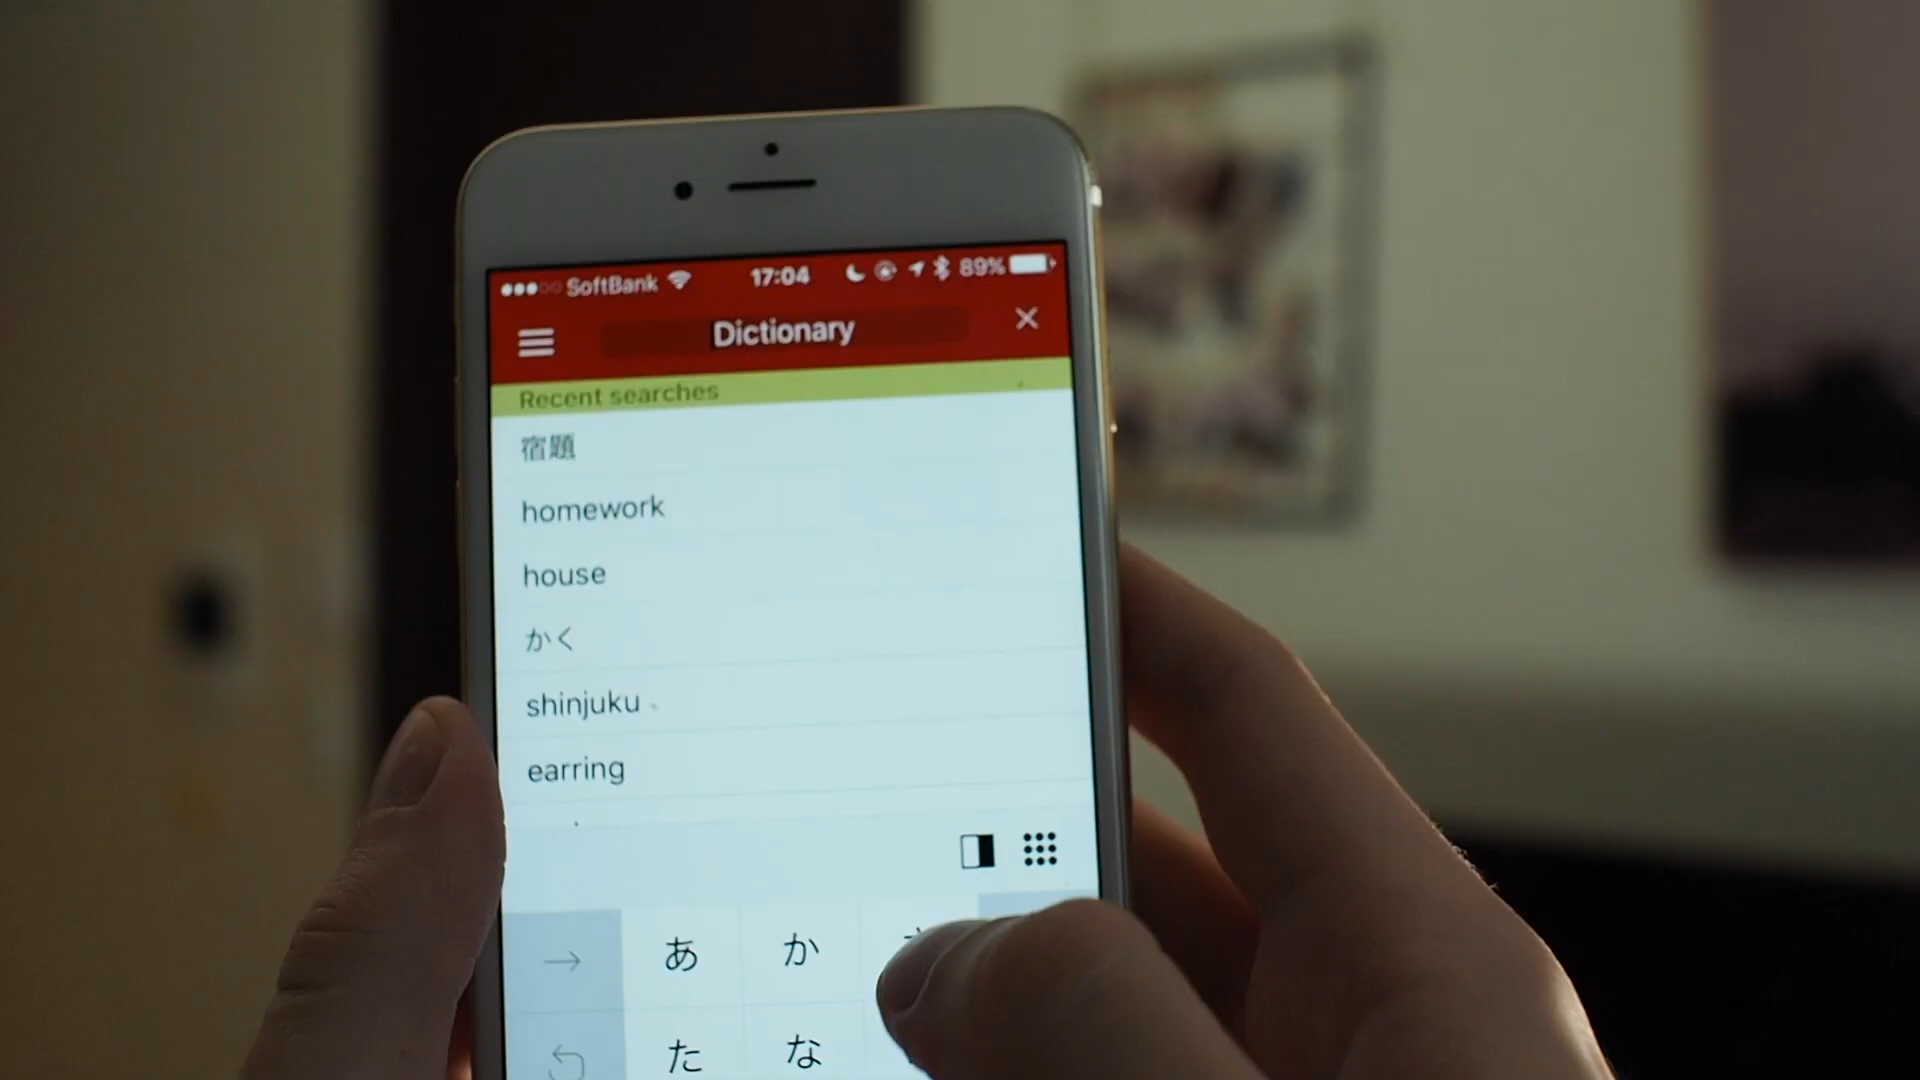 SoftBank 17:04 89%
Dictionary
Recent searches
宿題
homework
house
かく
shinjuku
earring
あ か
た な